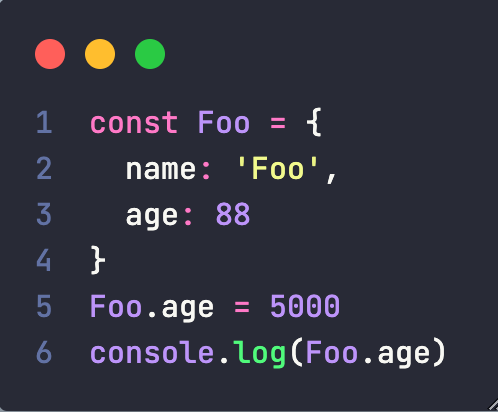 1 const Foo = {
2   name: 'Foo',
3   age: 88
4 }
5 Foo.age = 5000
6 console.log(Foo.age)